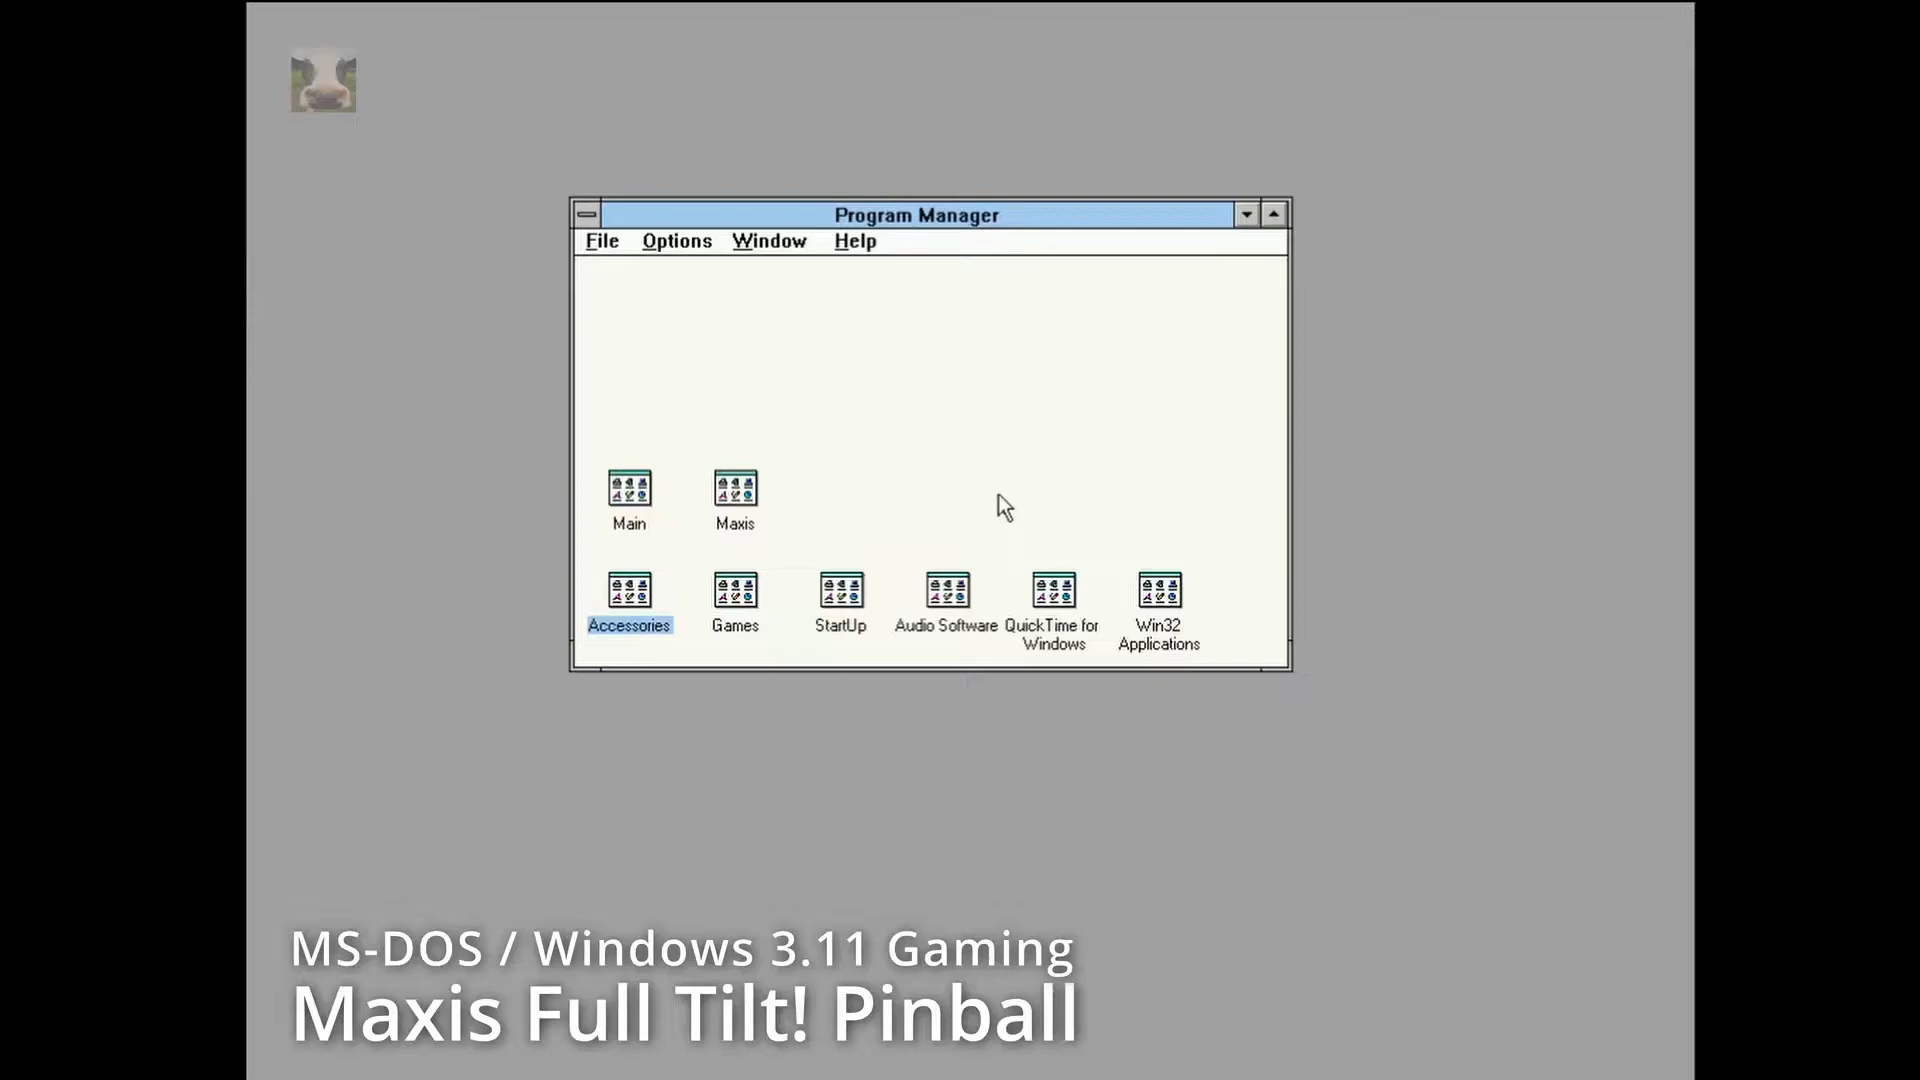 Program Manager
File Options Window Help
Main Maxis
Accessories Games StartUp Audio Software QuickTime for Windows Win32 Applications
MS-DOS / Windows 3.11 Gaming
Maxis Full Tilt! Pinball